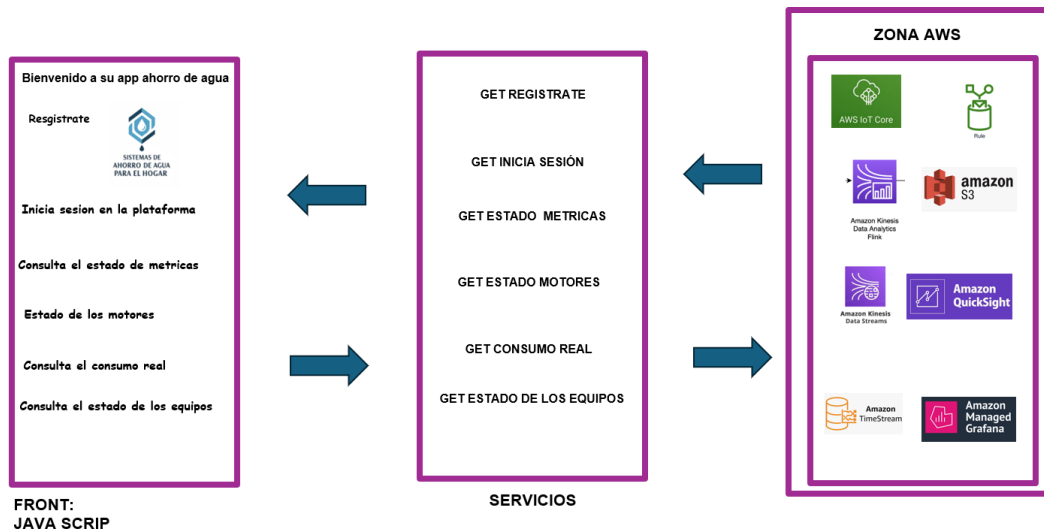 Bienvenido a su app ahorro de agua
Resgistrate
SISTEMAS DE
AHORRO DE AGUA
PARA EL HOGAR
Inicia sesion en la plataforma
Consulta el estado de metricas
Estado de los motores
Consulta el consumo real
Consulta el estado de los equipos
FRONT:
JAVA SCRIP
GET REGISTRATE
GET INICIA SESIÓN
GET ESTADO METRICAS
GET ESTADO MOTORES
GET CONSUMO REAL
GET ESTADO DE LOS EQUIPOS
SERVICIOS
ZONA AWS
AWS IoT Core
Rule
Amazon Kinesis
Data Analytics
Flink
amazon
S3
Amazon Kinesis
Data Streams
Amazon
QuickSight
Amazon
TimeStream
Amazon
Managed
Grafana